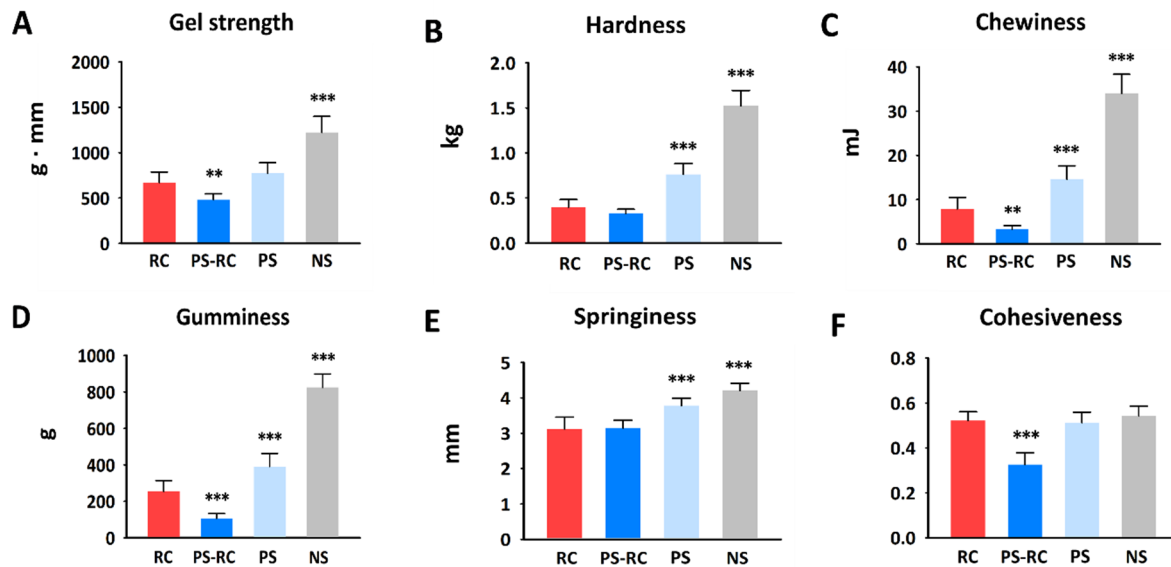 A
Gel strength
g · mm
2000
1500
1000
500
0
**
***
RC PS-RC PS NS
B
Hardness
kg
2.0
1.5
1.0
0.5
0.0
***
***
RC PS-RC PS NS
C
Chewiness
mJ
40
30
20
10
0
**
***
***
RC PS-RC PS NS
D
Gumminess
g
1000
800
600
400
200
0
***
***
***
RC PS-RC PS NS
E
Springiness
mm
5
4
3
2
1
0
***
***
RC PS-RC PS NS
F
Cohesiveness
0.8
0.6
0.4
0.2
0.0
***
RC PS-RC PS NS